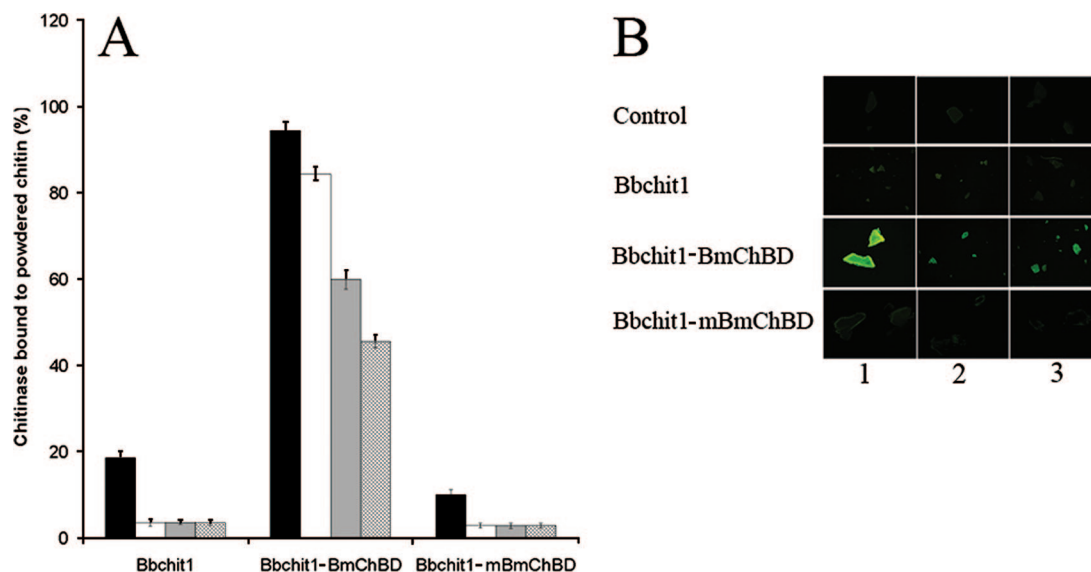 A
Chitinase bound to powdered chitin (%)
120
100
80
60
40
20
0
Bbchit1
Bbchit1-BmChBD
Bbchit1-mBmChBD
B
Control
Bbchit1
Bbchit1-BmChBD
Bbchit1-mBmChBD
1 2 3